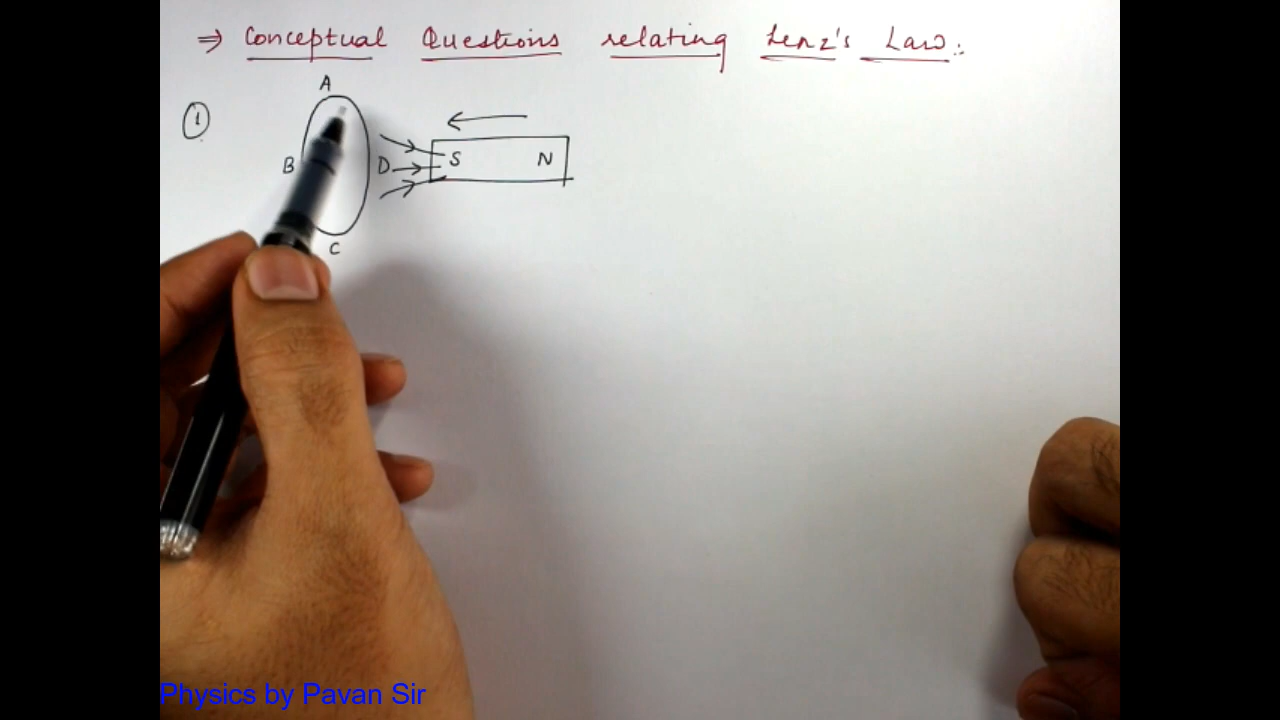 ⇒ Conceptual Questions relating Lenz's Law:
A
①
B
D
S N
C
Physics by Pavan Sir